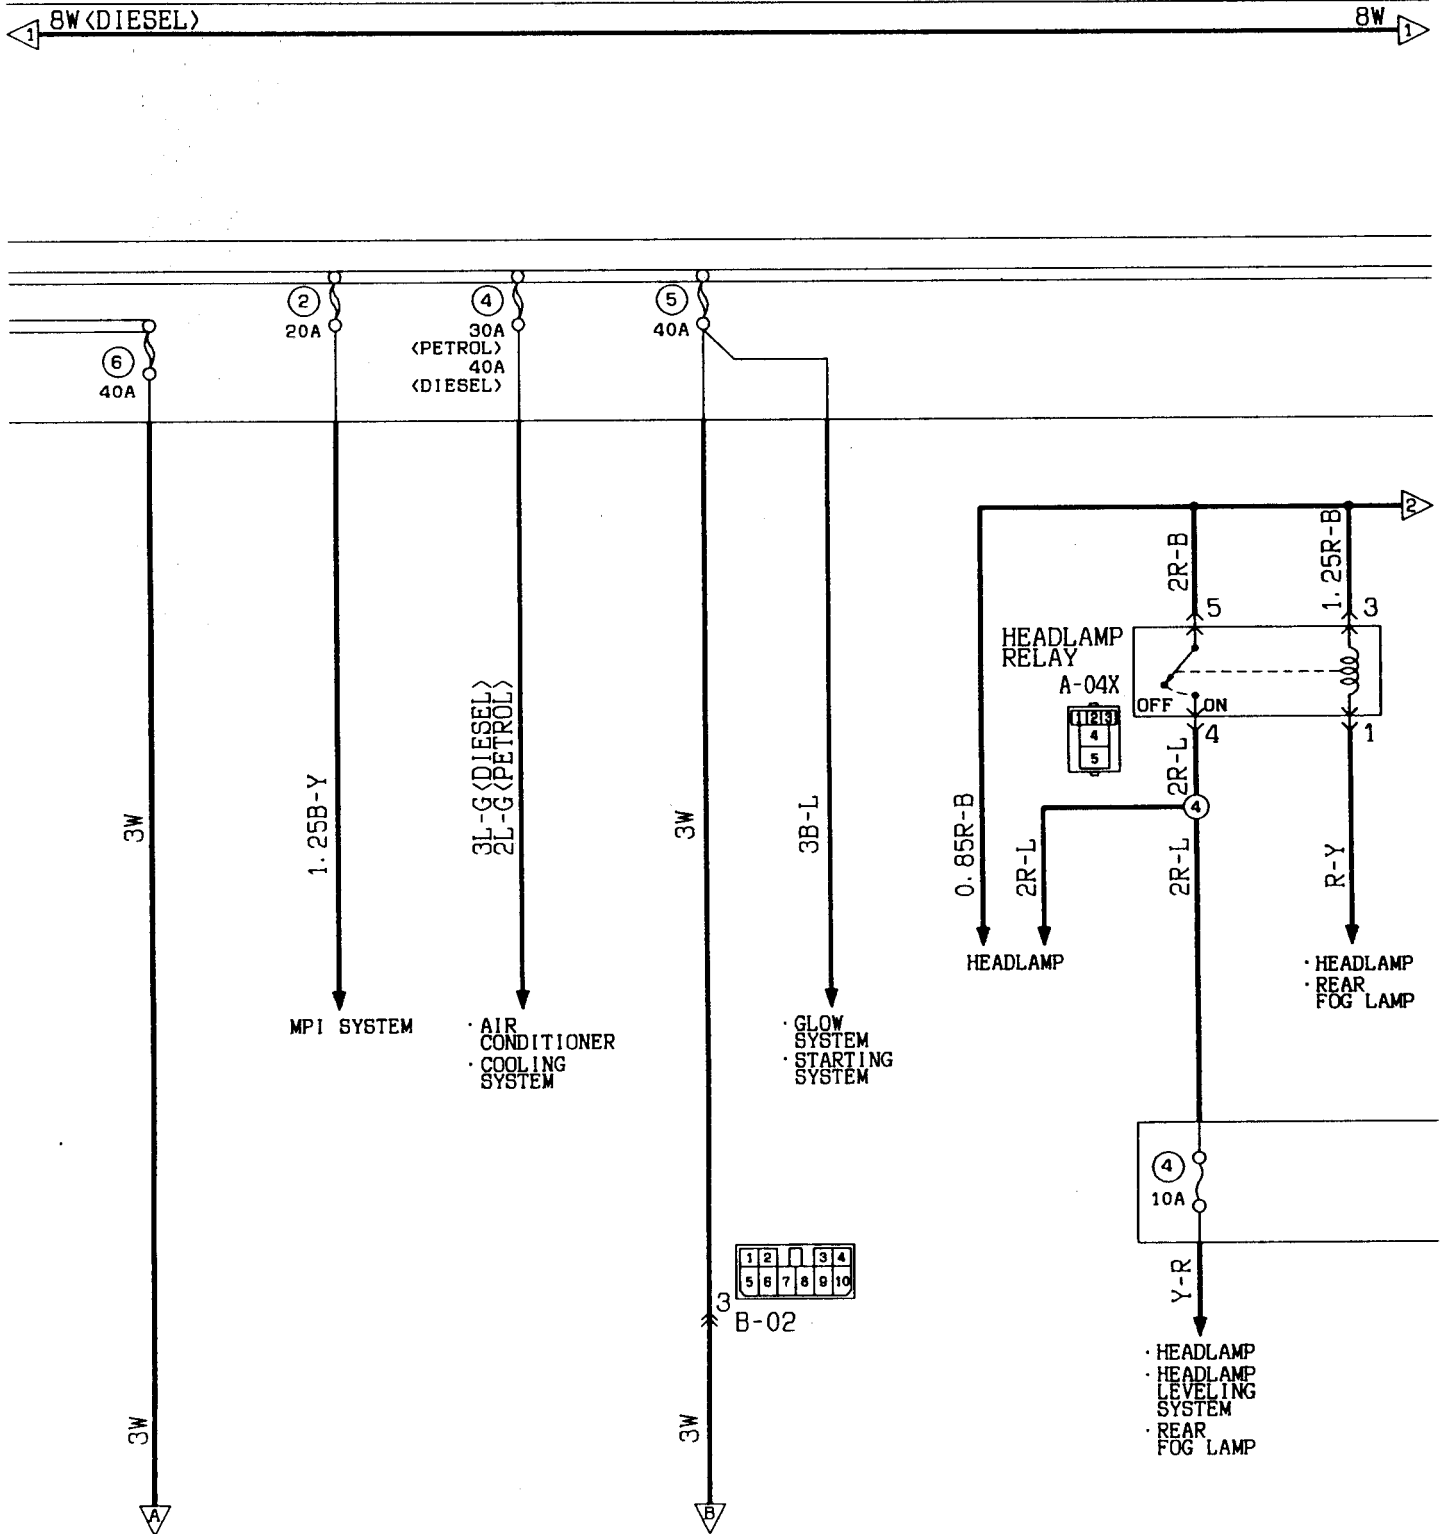 1
8W<DIESEL>
8W
1
2
20A
4
30A
<PETROL>
40A
<DIESEL>
5
40A
6
40A
2
2R-B
1.25R-B
5
3
HEADLAMP
RELAY
A-04X
OFF
ON
1 2 3
4
5
4
1
2R-L
4
3W
1.25B-Y
3L-G<DIESEL>
2L-G<PETROL>
3W
3B-L
0.85R-B
2R-L
2R-L
R-Y
HEADLAMP
· HEADLAMP
· REAR
FOG LAMP
MPI SYSTEM
· AIR
CONDITIONER
· COOLING
SYSTEM
· GLOW
SYSTEM
· STARTING
SYSTEM
4
10A
1 2 3 4
5 6 7 8 9 10
3
B-02
Y-R
· HEADLAMP
· HEADLAMP
LEVELING
SYSTEM
· REAR
FOG LAMP
3W
3W
A
B